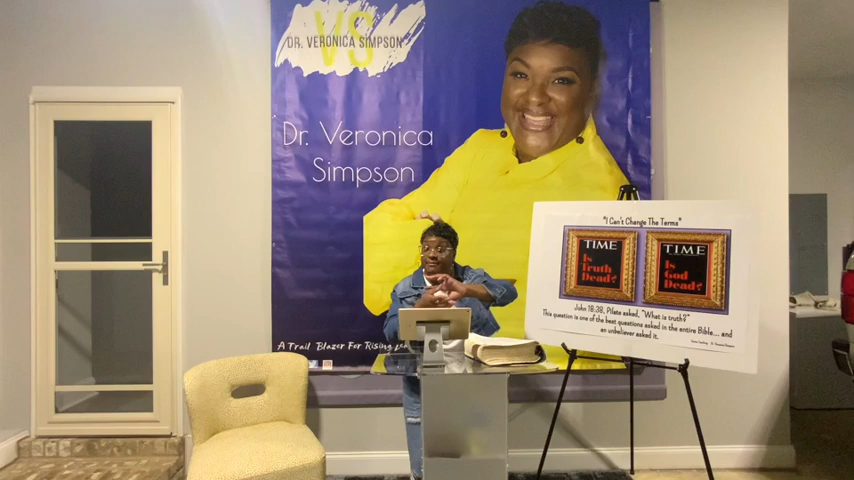 VS
DR. VERONICA SIMPSON
Dr. Veronica
Simpson
A Trail Blazer For Rising
"I Can's Change The Terms"
TIME
Is
Truth
Dead?
TIME
Is
God
Dead?
John 18:38, Pilate asked, "What is truth?"
This question is one of the best questions asked in the entire Bible... and
an unbeliever asked it.